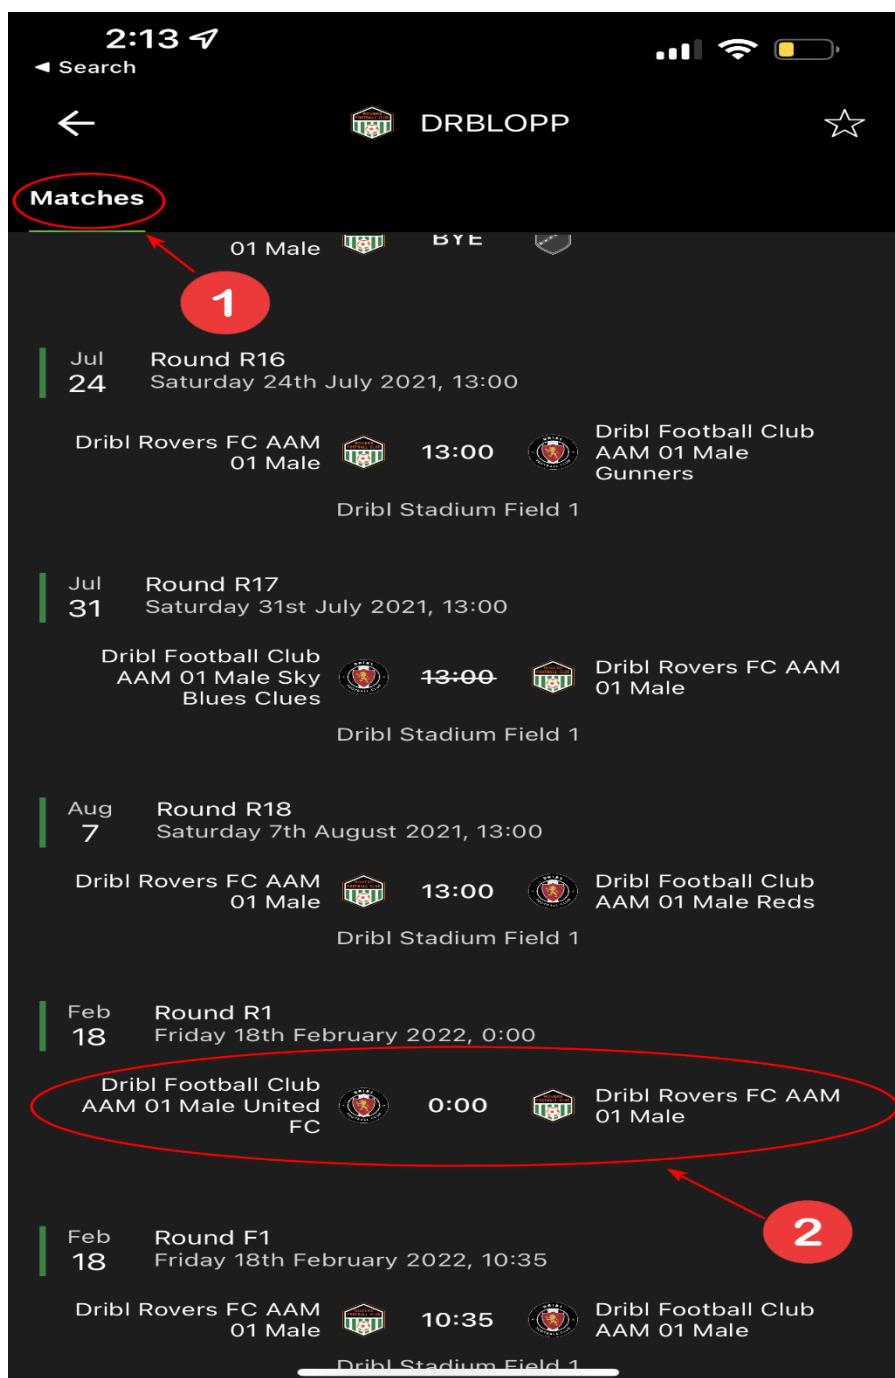 2:13
◄ Search
DRBLOPP
Matches
01 Male
BYE
1
Jul
24
Round R16
Saturday 24th July 2021, 13:00
Dribl Rovers FC AAM
01 Male
13:00
Dribl Football Club
AAM 01 Male
Gunners
Dribl Stadium Field 1
Jul
31
Round R17
Saturday 31st July 2021, 13:00
Dribl Football Club
AAM 01 Male Sky
Blues Clues
13:00
Dribl Rovers FC AAM
01 Male
Dribl Stadium Field 1
Aug
7
Round R18
Saturday 7th August 2021, 13:00
Dribl Rovers FC AAM
01 Male
13:00
Dribl Football Club
AAM 01 Male Reds
Dribl Stadium Field 1
Feb
18
Round R1
Friday 18th February 2022, 0:00
Dribl Football Club
AAM 01 Male United
FC
0:00
Dribl Rovers FC AAM
01 Male
2
Feb
18
Round F1
Friday 18th February 2022, 10:35
Dribl Rovers FC AAM
01 Male
10:35
Dribl Football Club
AAM 01 Male
Dribl Stadium Field 1